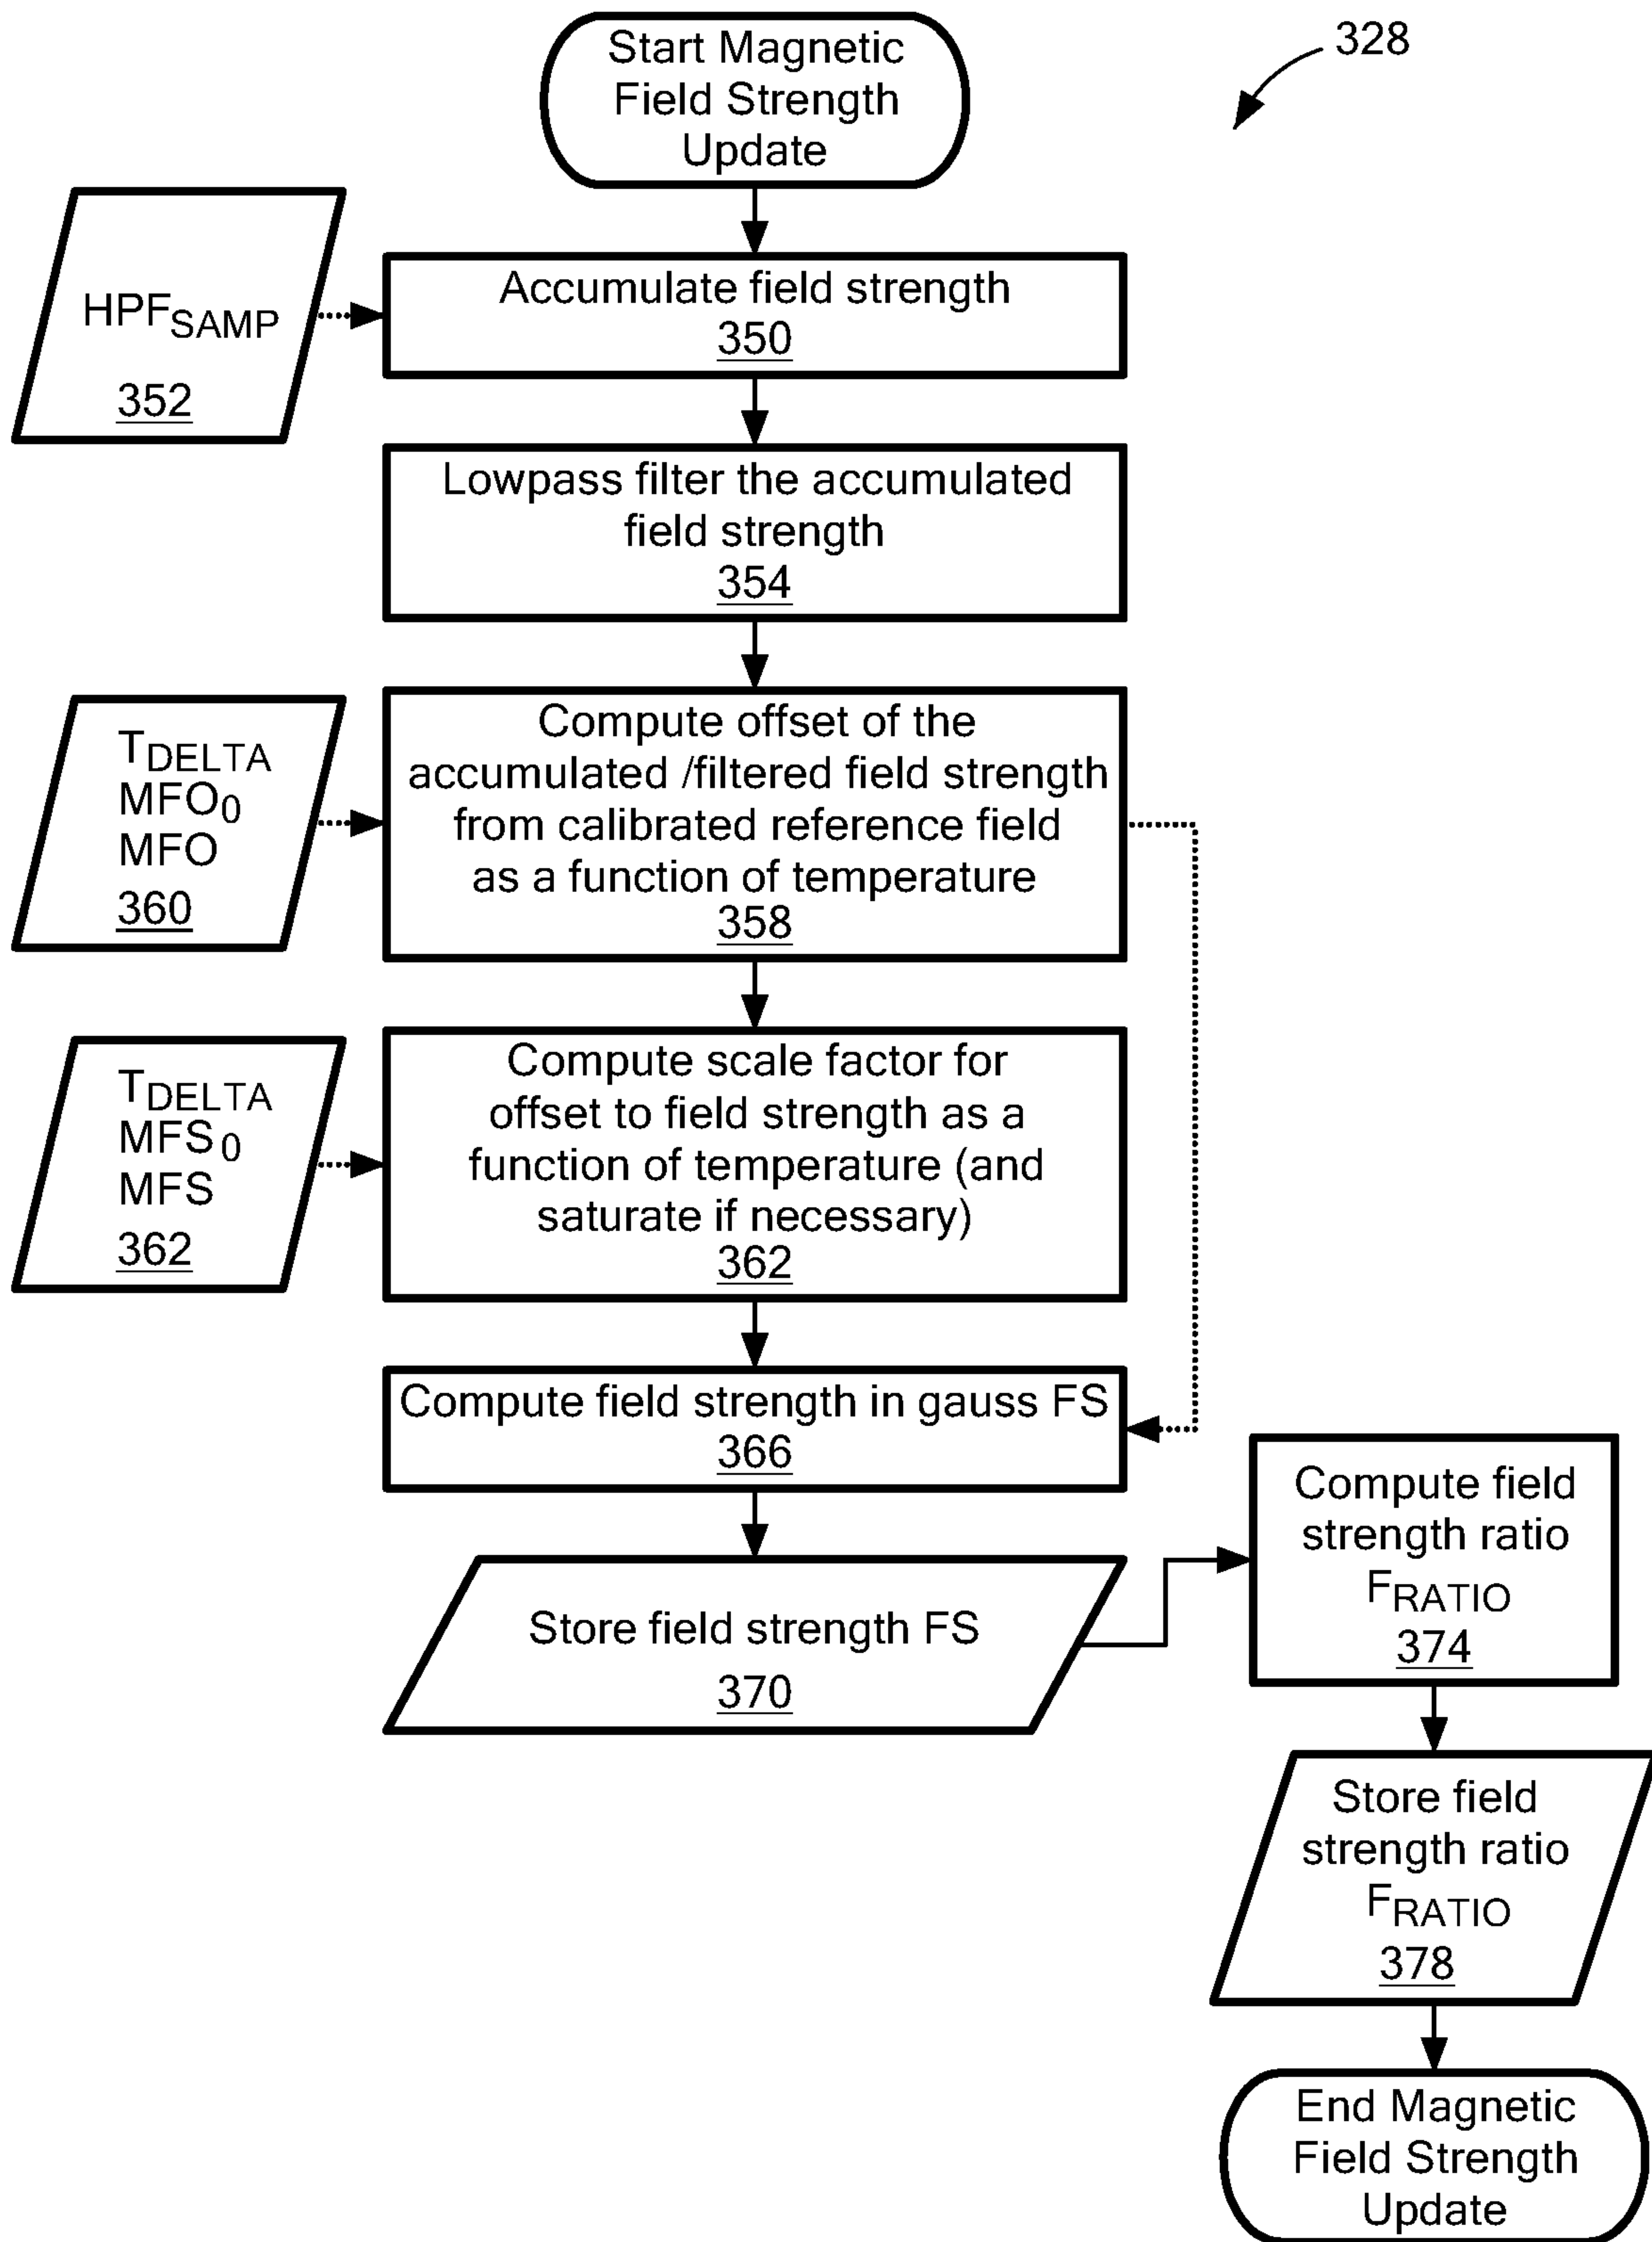 Start Magnetic
Field Strength
Update
328
HPFSAMP
352
Accumulate field strength
350
Lowpass filter the accumulated
field strength
354
TDELTA
MFO0
MFO
360
Compute offset of the
accumulated /filtered field strength
from calibrated reference field
as a function of temperature
358
TDELTA
MFS0
MFS
362
Compute scale factor for
offset to field strength as a
function of temperature (and
saturate if necessary)
362
Compute field strength in gauss FS
366
Store field strength FS
370
Compute field
strength ratio
FRATIO
374
Store field
strength ratio
FRATIO
378
End Magnetic
Field Strength
Update